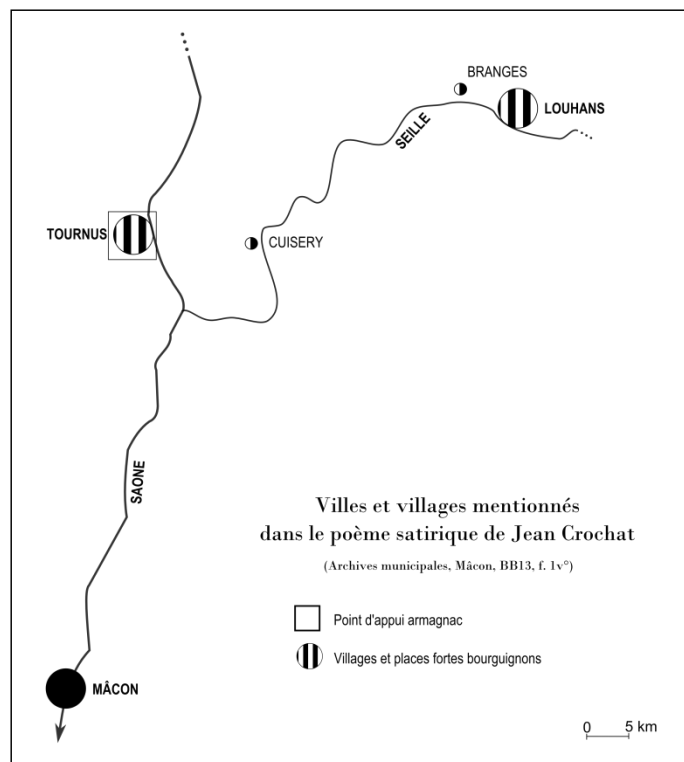 BRANGES
LOUHANS
SEILLE
TOURNUS
CUISERY
SAONE
Villes et villages mentionnés
dans le poème satirique de Jean Crochat
(Archives municipales, Mâcon, BB13, f. 1v°)
Point d'appui armagnac
Villages et places fortes bourguignons
MÂCON
0 5 km